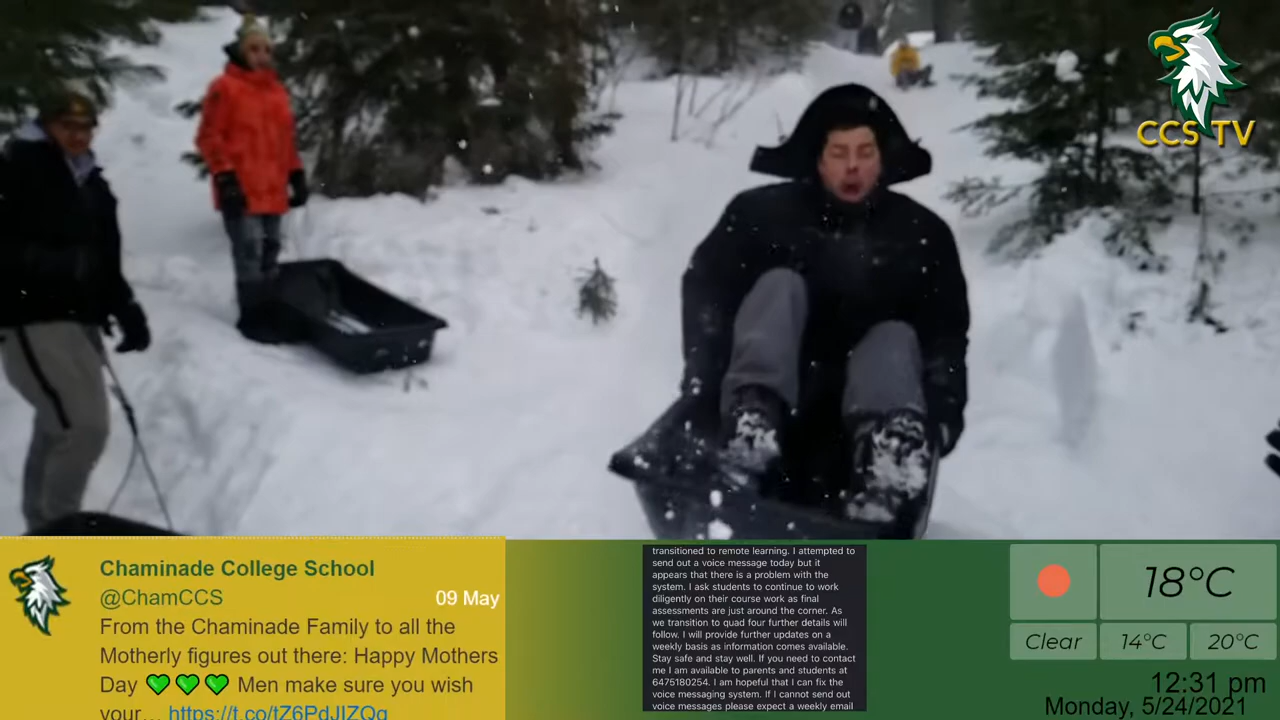 CCS TV
Chaminade College School
@ChamCCS
09 May
From the Chaminade Family to all the
Motherly figures out there: Happy Mothers
Day 💚💚💚 Men make sure you wish
your... https://t.co/tZ6PdJIZQg
transitioned to remote learning. I attempted to
send out a voice message today but it
appears that there is a problem with the
system. I ask students to continue to work
diligently on their course work as final
assessments are just around the corner. As
we transition to quad four further details will
follow. I will provide further updates on a
weekly basis as information comes available.
Stay safe and stay well. If you need to contact
me I am available to parents and students at
6475180254. I am hopeful that I can fix the
voice messaging system. If I cannot send out
voice messages please expect a weekly email
18°C
Clear
14°C
20°C
12:31 pm
Monday, 5/24/2021